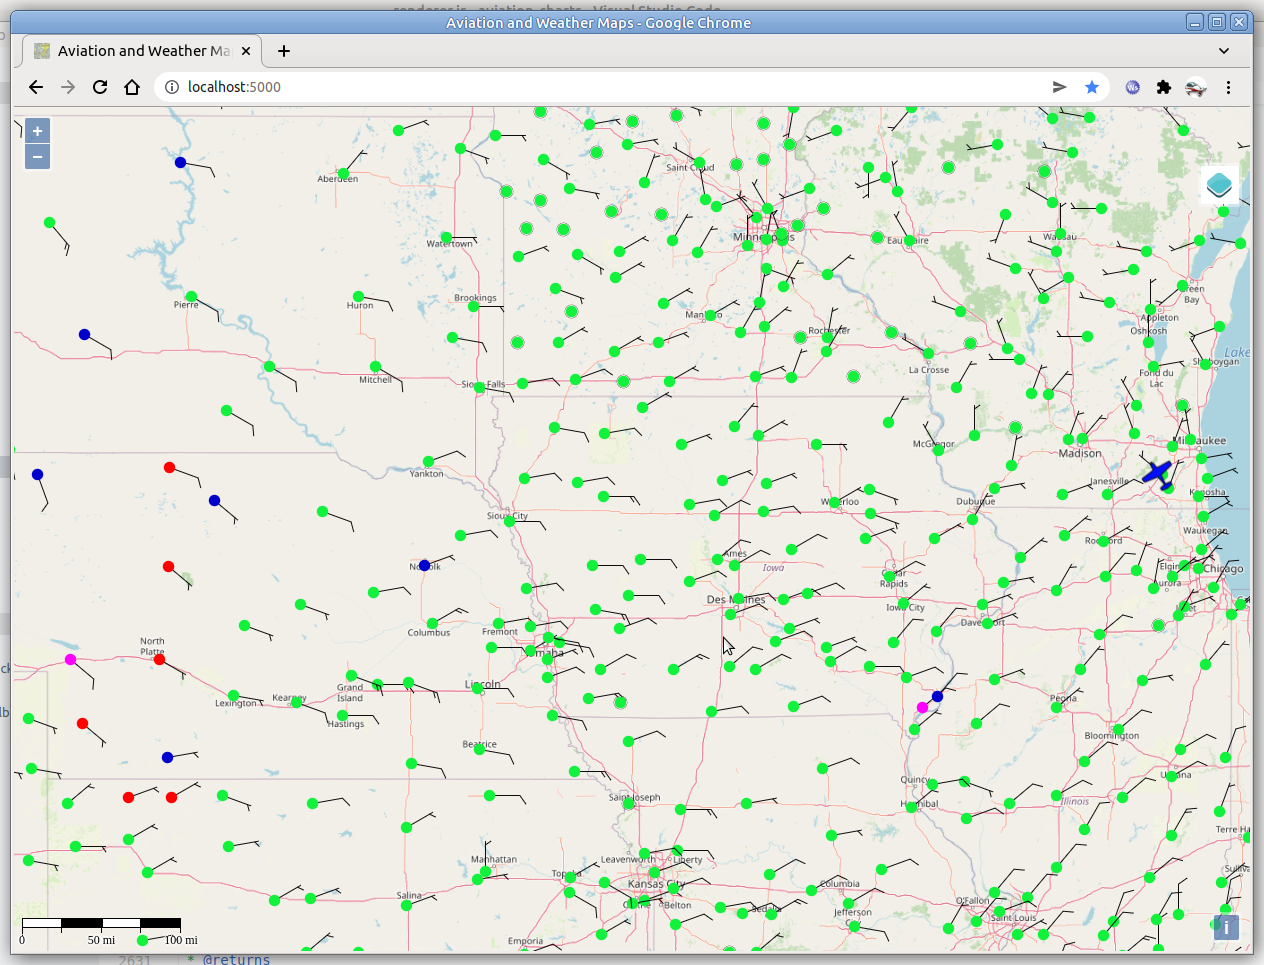 Aviation and Weather Maps - Google Chrome
Aviation and Weather Ma
localhost:5000
+
−
Aberdeen
Saint Cloud
Watertown
Minneapolis
Eau Claire
Wausau
Pierre
Huron
Brookings
Mankato
Rochester
Green Bay
Appleton
Oshkosh
Lake
Mitchell
Sioux Falls
La Crosse
Sheboygan
Fond du Lac
McGregor
Madison
Milwaukee
Yankton
Janesville
Kenosha
Sioux City
Waterloo
Dubuque
Waukegan
Rockford
Norfolk
Ames
Iowa
Cedar Rapids
Elgin
Chicago
Aurora
Joliet
Columbus
Fremont
Des Moines
Iowa City
Davenport
North Platte
Omaha
Lincoln
Grand Island
Kearney
Lexington
Hastings
Peoria
Beatrice
Bloomington
Quincy
Urbana
Saint Joseph
Hannibal
Illinois
Terre Ha
Manhattan
Leavenworth
Liberty
Topeka
Kansas City
Columbia
Salina
Olathe
Belton
Sedalia
Jefferson
O'Fallon
Saint Louis
Emporia
0 50 mi 100 mi
i
2631 * @returns